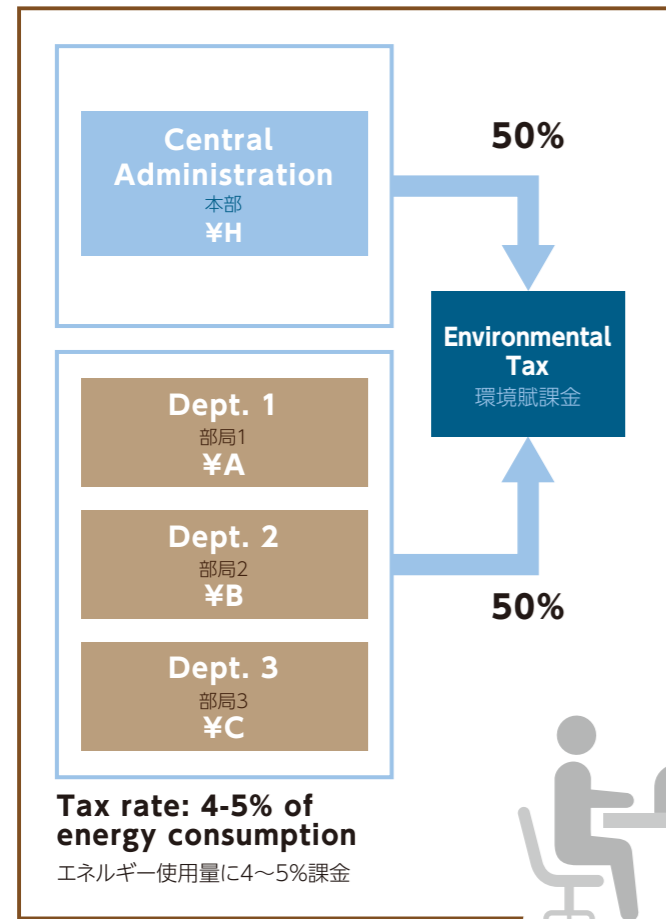 Central
Administration
本部
¥H
50%
Environmental
Tax
環境賦課金
Dept. 1
部局1
¥A
Dept. 2
部局2
¥B
Dept. 3
部局3
¥C
50%
Tax rate: 4-5% of
energy consumption
エネルギー使用量に4〜5%課金